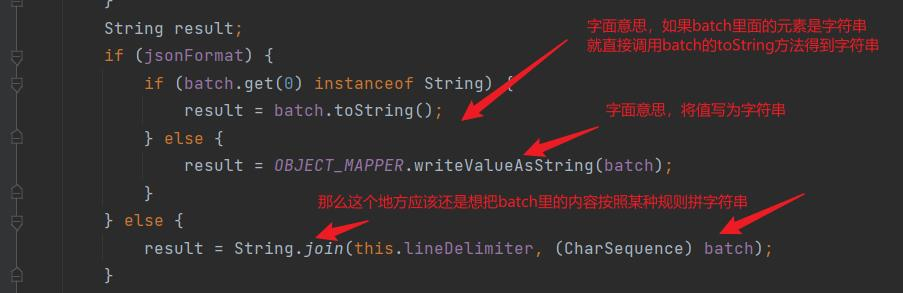 }
String result;
字面意思，如果batch里面的元素是字符串
就直接调用batch的toString方法得到字符串
if (jsonFormat) {
if (batch.get(0) instanceof String) {
result = batch.toString();
字面意思，将值写为字符串
} else {
result = OBJECT_MAPPER.writeValueAsString(batch);
}
那么这个地方应该还是想把batch里的内容按照某种规则拼字符串
} else {
result = String.join(this.lineDelimiter, (CharSequence) batch);
}